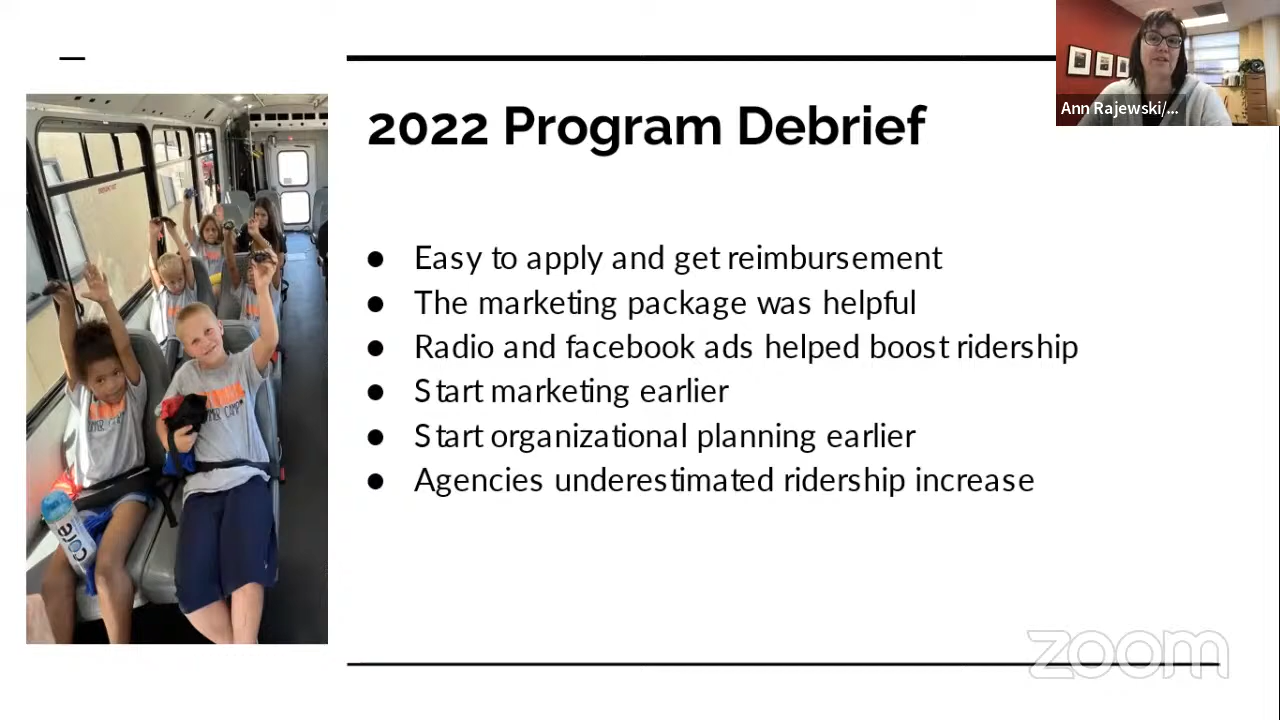 Ann Rajewski/...
2022 Program Debrief
● Easy to apply and get reimbursement
● The marketing package was helpful
● Radio and facebook ads helped boost ridership
● Start marketing earlier
● Start organizational planning earlier
● Agencies underestimated ridership increase
core
zoom